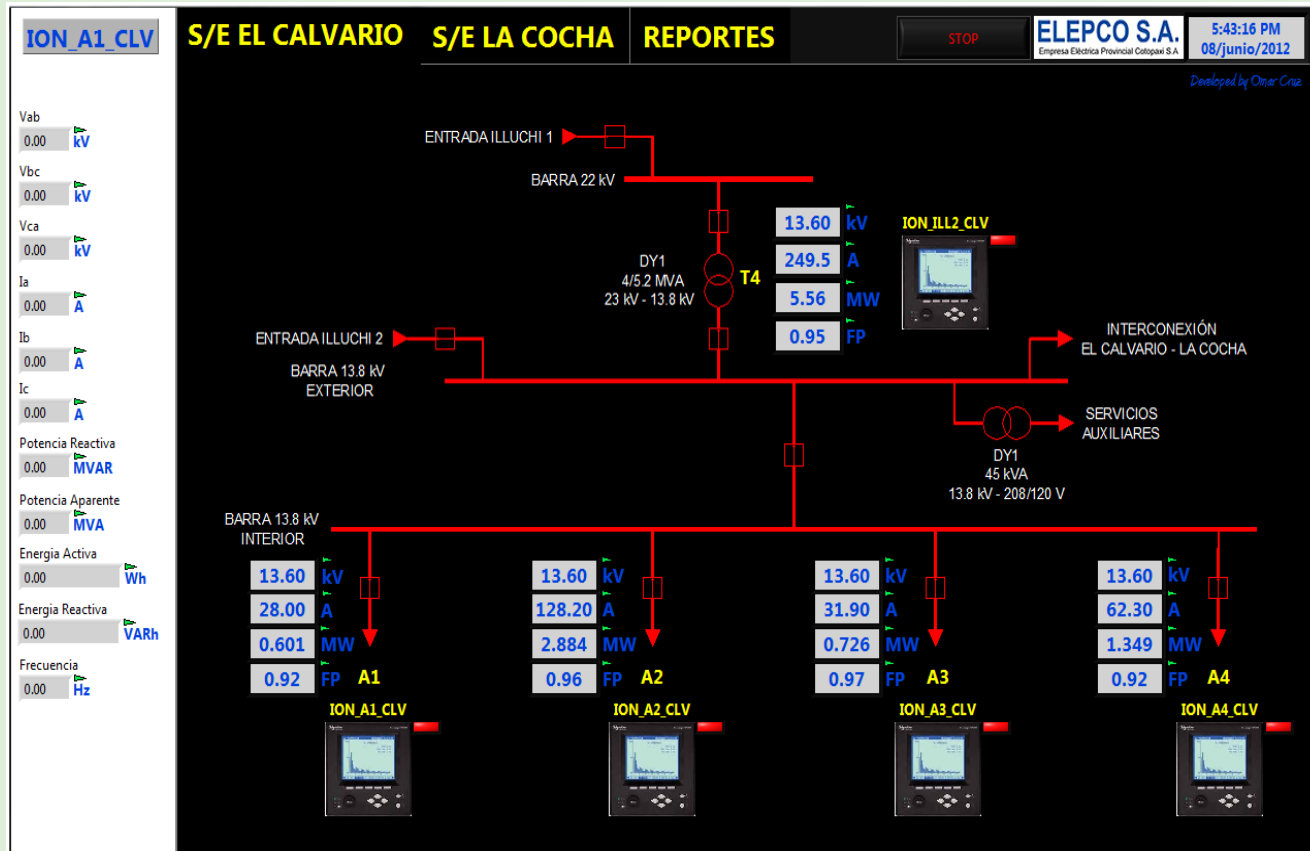 ION_A1_CLV
S/E EL CALVARIO
S/E LA COCHA
REPORTES
STOP
ELEPCO S.A.
Empresa Eléctrica Provincial Cotopaxi S.A
5:43:16 PM
08/junio/2012
Developed by Omar Cruz
Vab
0.00 kV
Vbc
0.00 kV
Vca
0.00 kV
Ia
0.00 A
Ib
0.00 A
Ic
0.00 A
Potencia Reactiva
0.00 MVAR
Potencia Aparente
0.00 MVA
Energia Activa
0.00 Wh
Energia Reactiva
0.00 VARh
Frecuencia
0.00 Hz
ENTRADA ILLUCHI 1
BARRA 22 kV
DY1
4/5.2 MVA
23 kV - 13.8 kV
T4
13.60 kV
249.5 A
5.56 MW
0.95 FP
ION_ILL2_CLV
ENTRADA ILLUCHI 2
BARRA 13.8 kV
EXTERIOR
INTERCONEXIÓN
EL CALVARIO - LA COCHA
SERVICIOS
AUXILIARES
DY1
45 kVA
13.8 kV - 208/120 V
BARRA 13.8 kV
INTERIOR
13.60 kV
28.00 A
0.601 MW
0.92 FP
A1
ION_A1_CLV
13.60 kV
128.20 A
2.884 MW
0.96 FP
A2
ION_A2_CLV
13.60 kV
31.90 A
0.726 MW
0.97 FP
A3
ION_A3_CLV
13.60 kV
62.30 A
1.349 MW
0.92 FP
A4
ION_A4_CLV